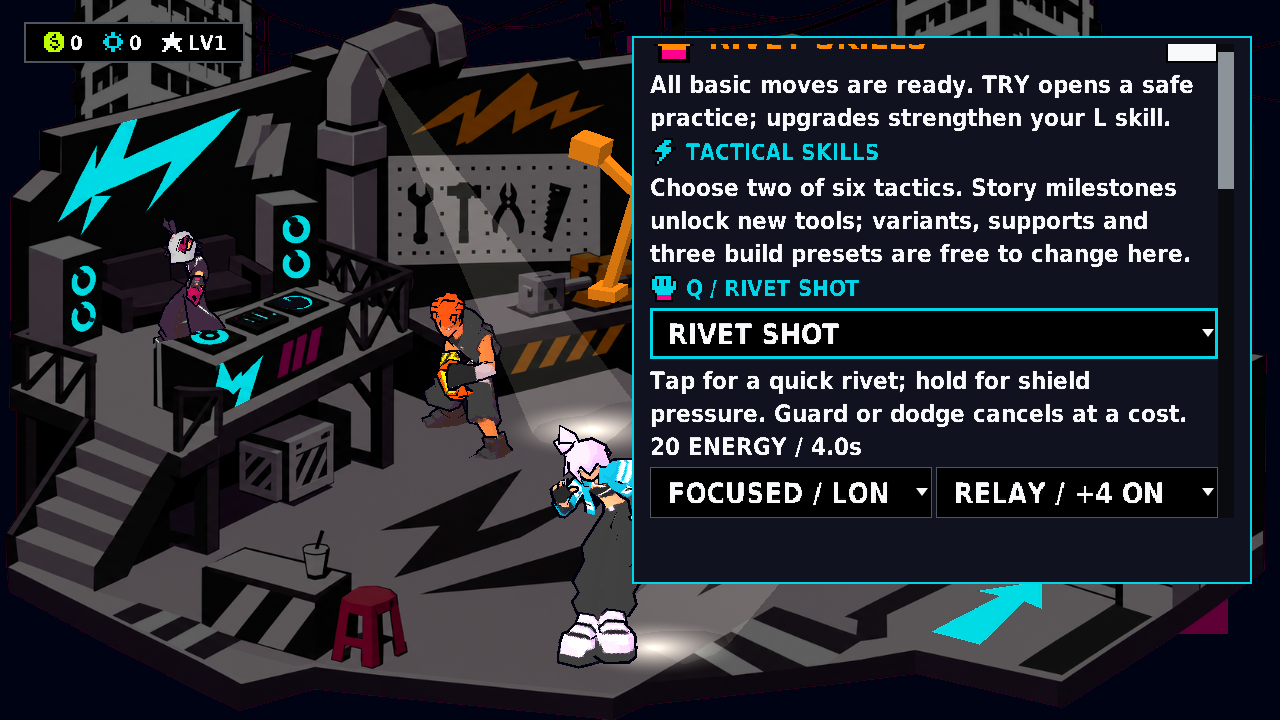 0 0 LV1
RIVET SKILLS
All basic moves are ready. TRY opens a safe
practice; upgrades strengthen your L skill.
TACTICAL SKILLS
Choose two of six tactics. Story milestones
unlock new tools; variants, supports and
three build presets are free to change here.
Q / RIVET SHOT
RIVET SHOT
Tap for a quick rivet; hold for shield
pressure. Guard or dodge cancels at a cost.
20 ENERGY / 4.0s
FOCUSED / LON
RELAY / +4 ON